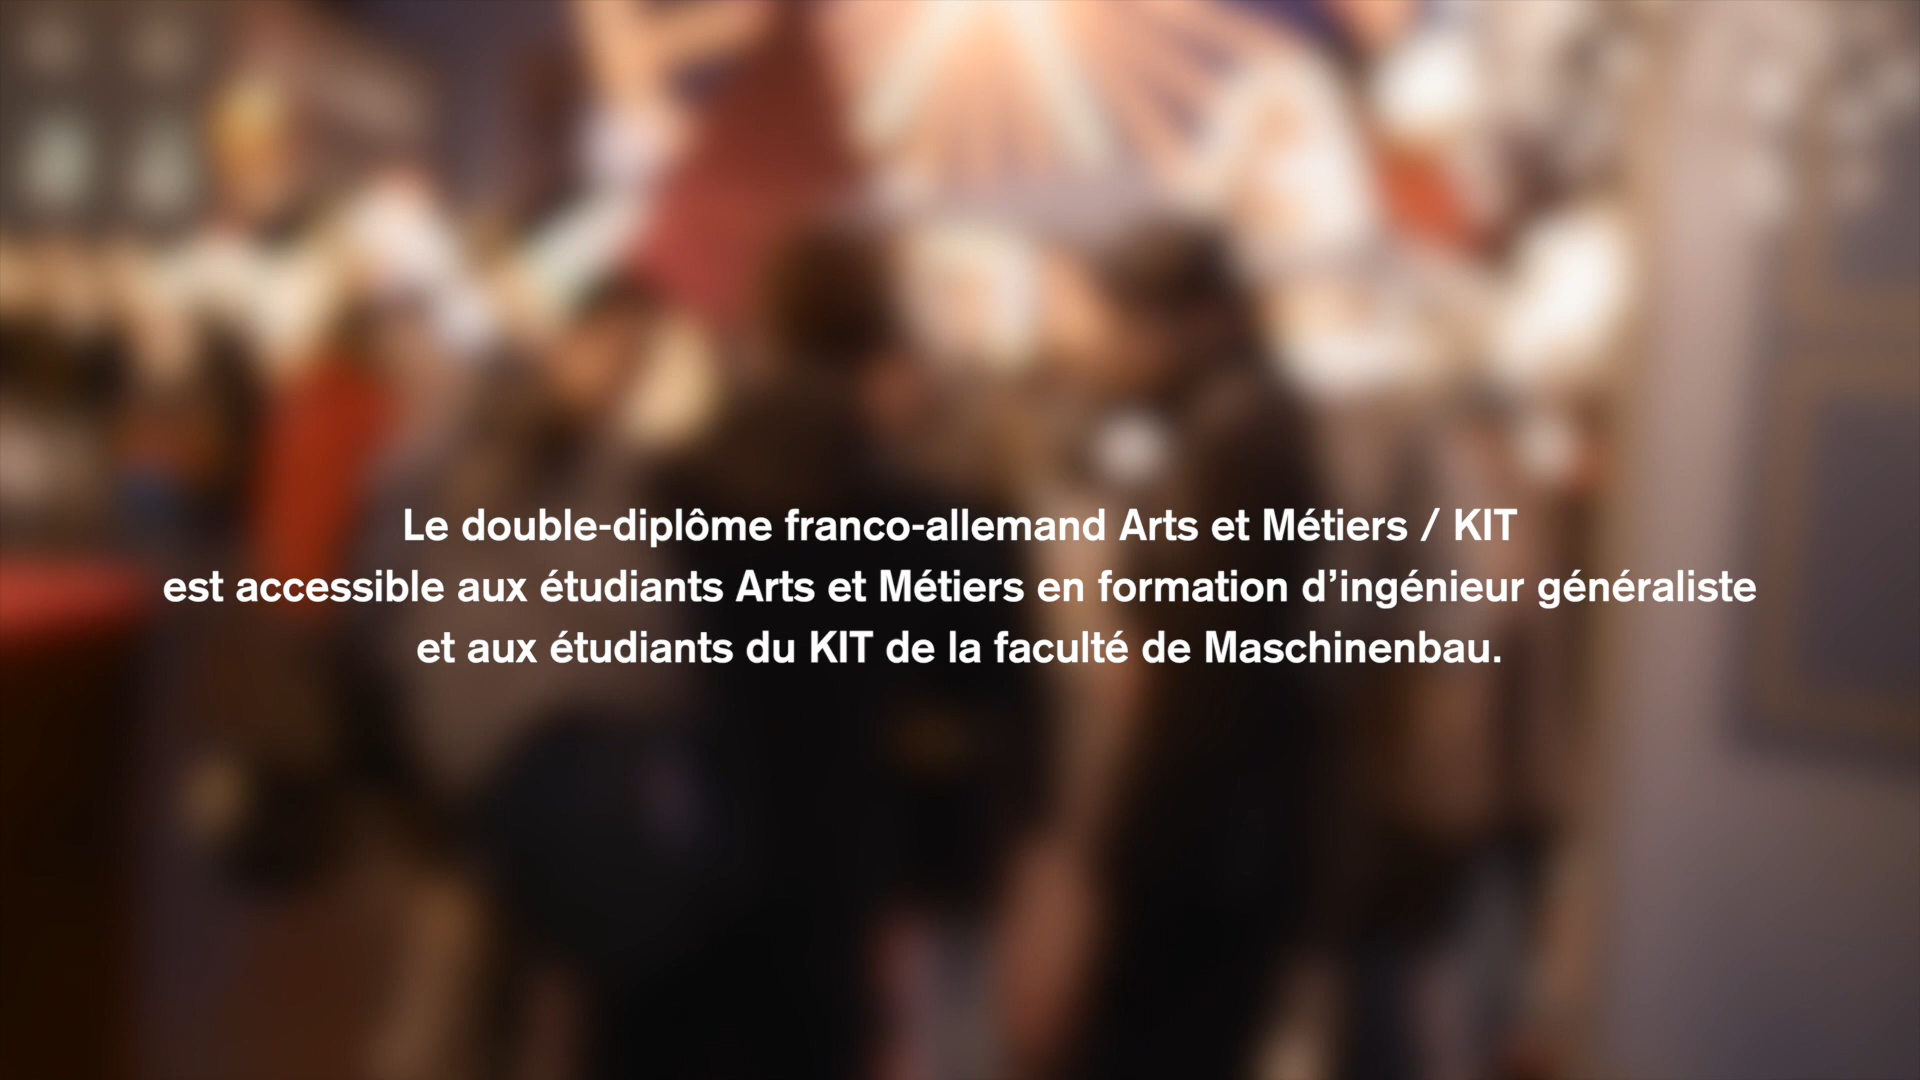 Le double-diplôme franco-allemand Arts et Métiers / KIT
est accessible aux étudiants Arts et Métiers en formation d’ingénieur généraliste
et aux étudiants du KIT de la faculté de Maschinenbau.